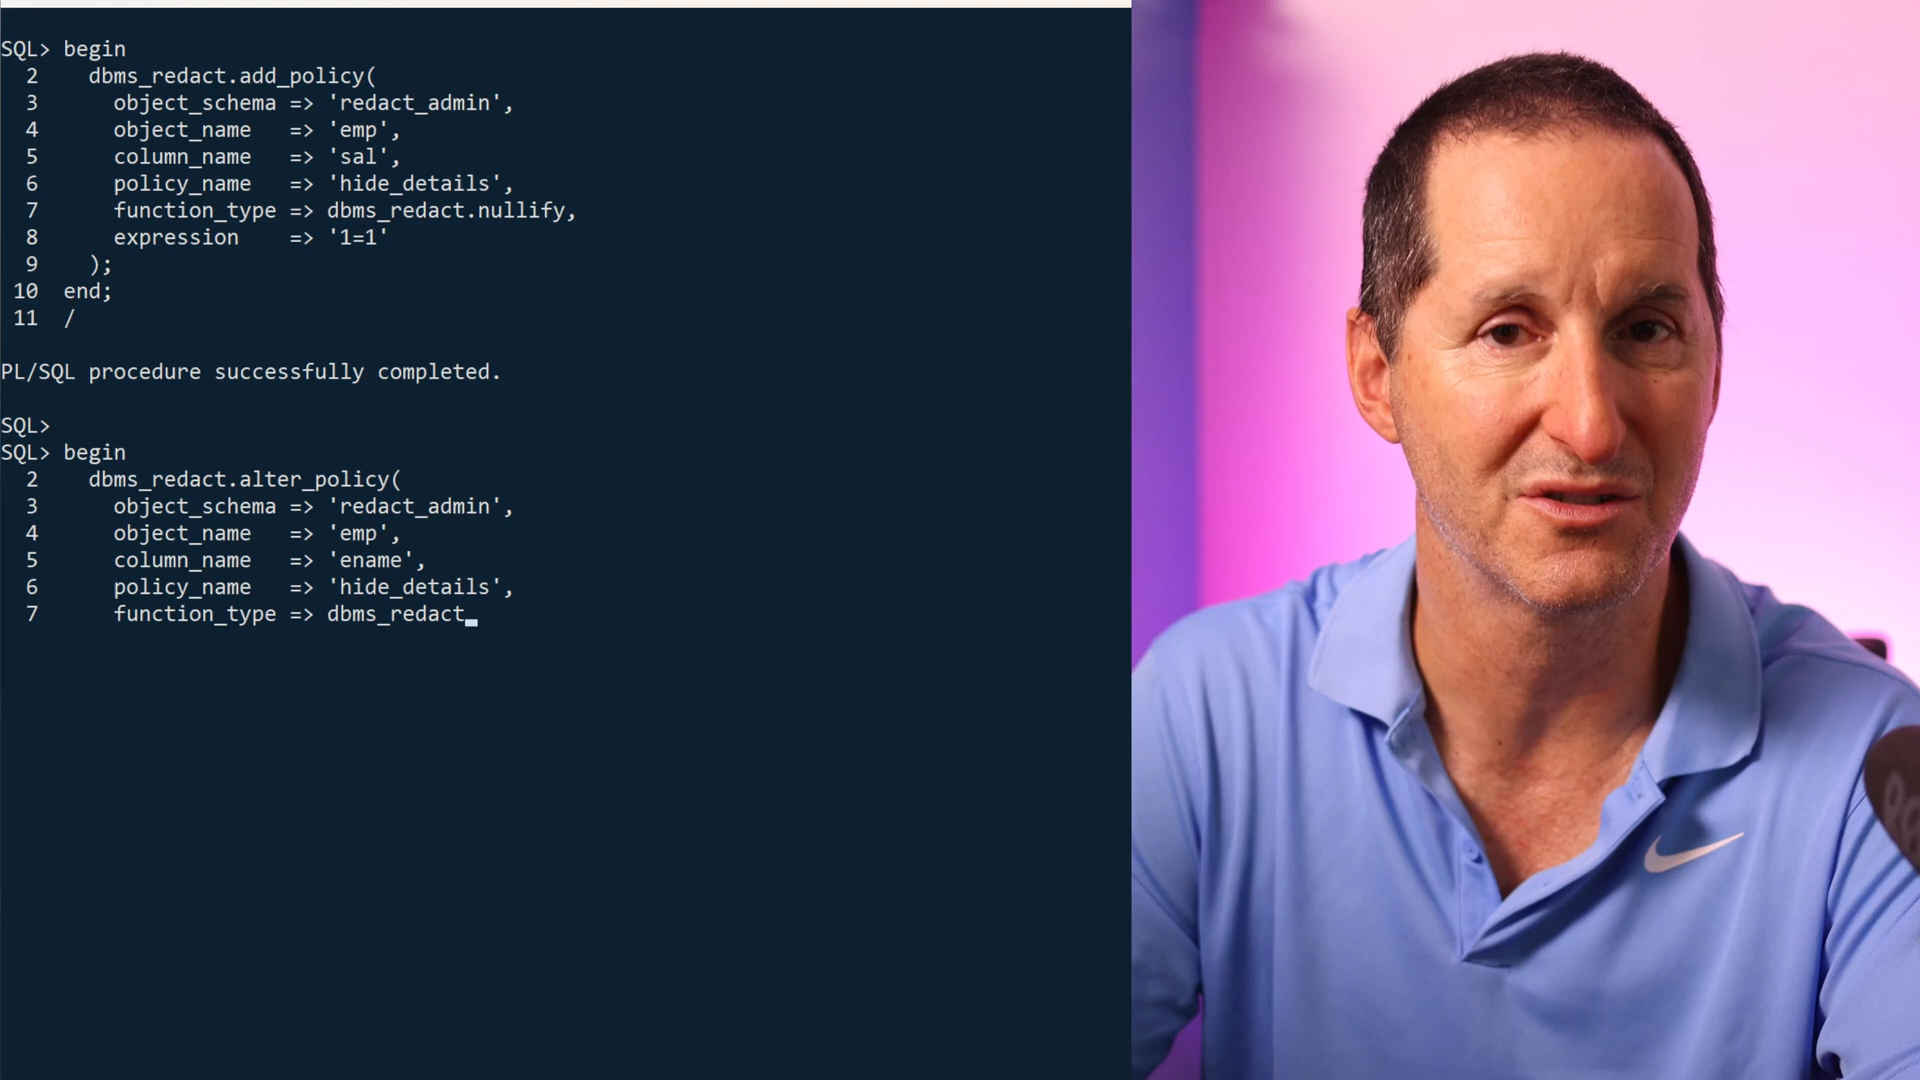 SQL> begin
2 dbms_redact.add_policy(
3 object_schema => 'redact_admin',
4 object_name => 'emp',
5 column_name => 'sal',
6 policy_name => 'hide_details',
7 function_type => dbms_redact.nullify,
8 expression => '1=1'
9 );
10 end;
11 /
PL/SQL procedure successfully completed.
SQL>
SQL> begin
2 dbms_redact.alter_policy(
3 object_schema => 'redact_admin',
4 object_name => 'emp',
5 column_name => 'ename',
6 policy_name => 'hide_details',
7 function_type => dbms_redact